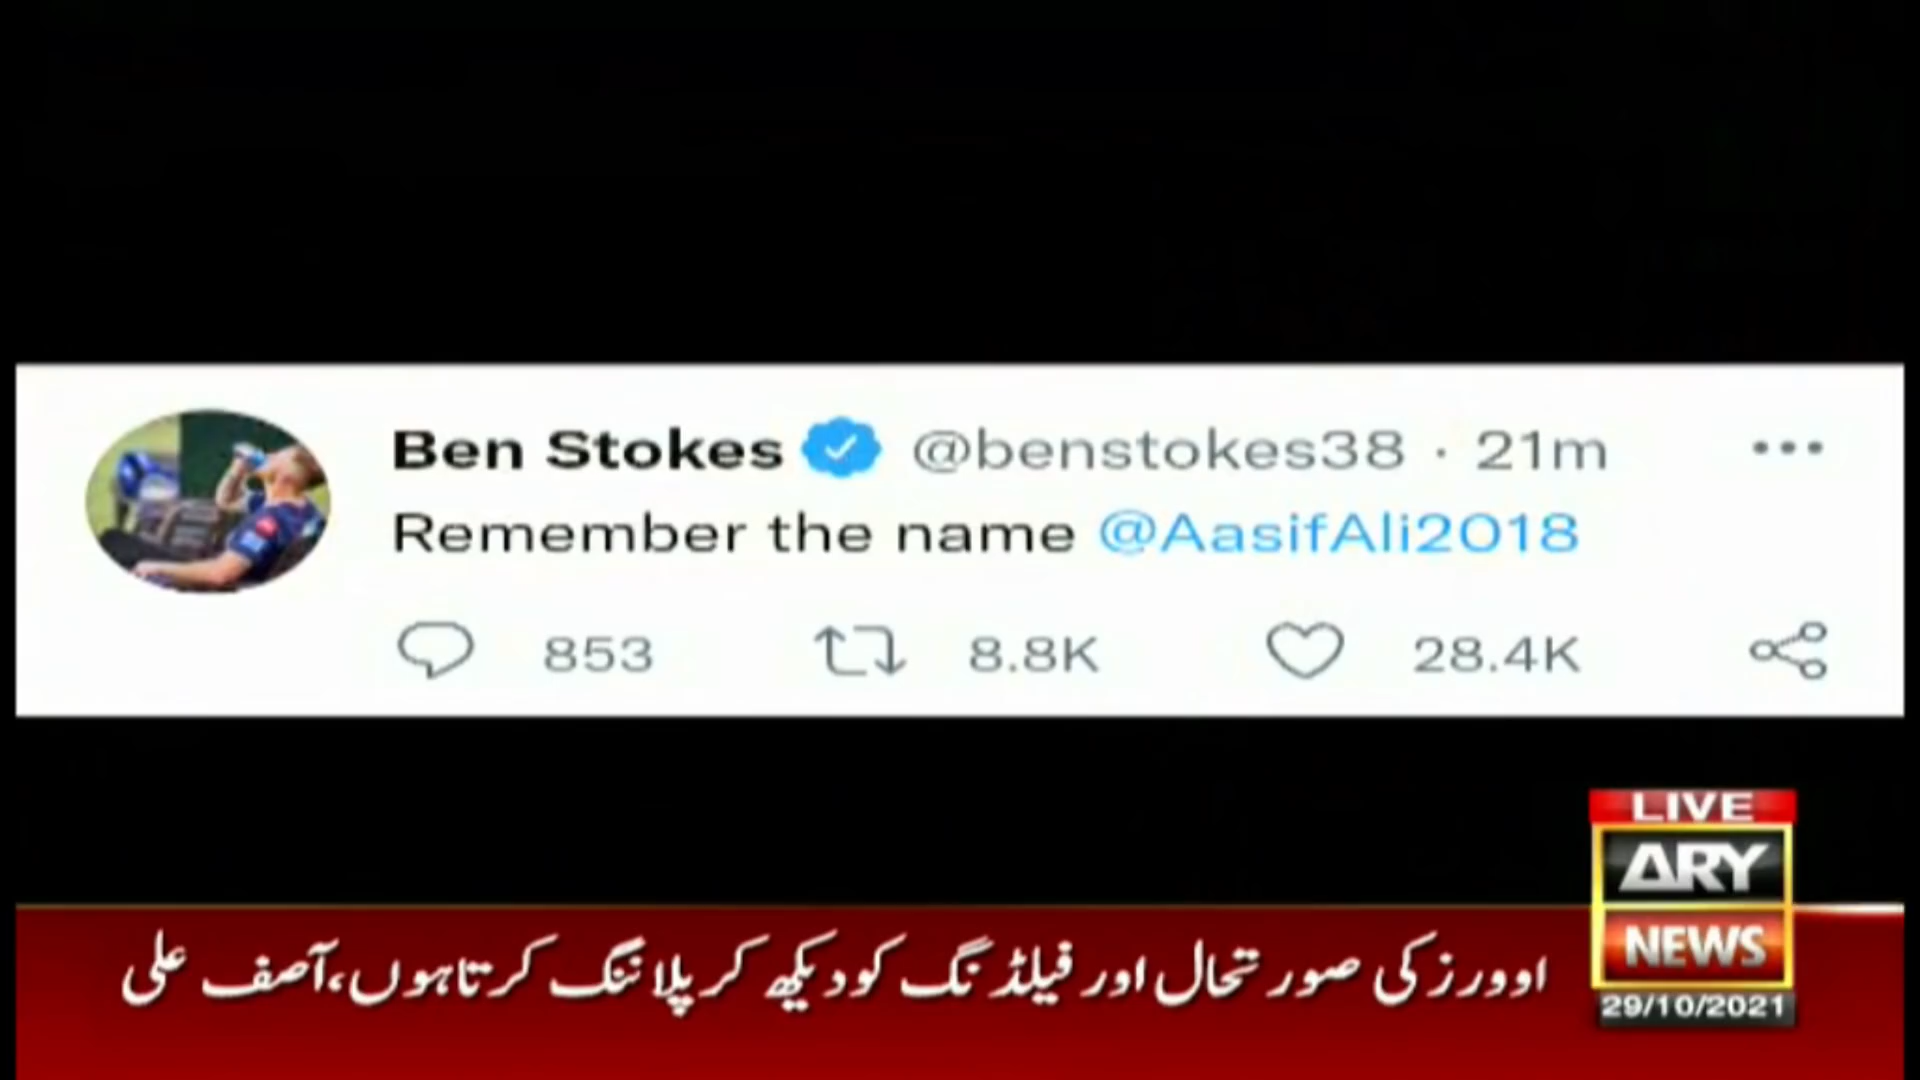 Ben Stokes @benstokes38 · 21m
Remember the name @AasifAli2018
853 8.8K 28.4K
LIVE
ARY
NEWS
29/10/2021
اوورز کی صورتحال اور فیلڈنگ کو دیکھ کر پلاننگ کرتا ہوں، آصف علی